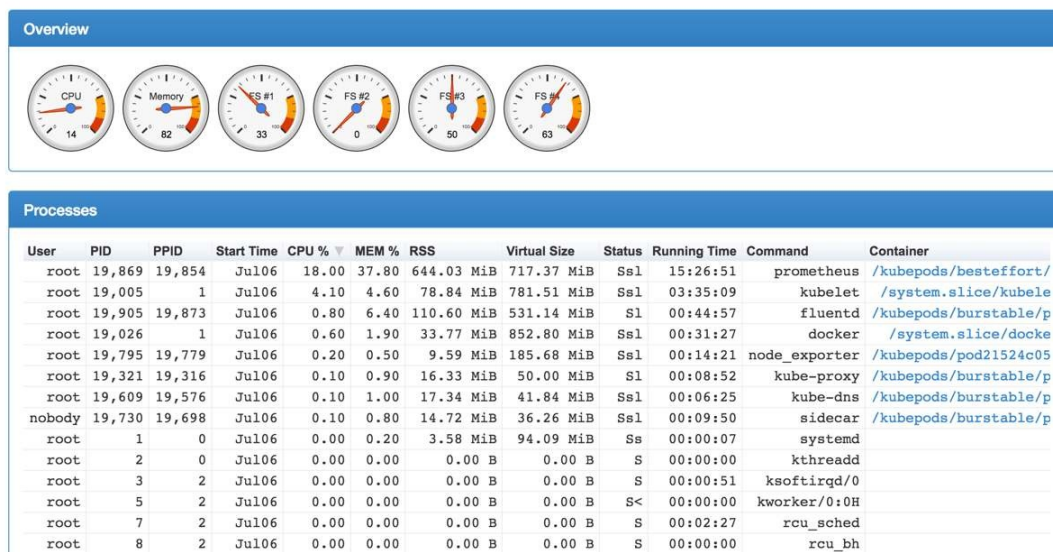 Overview
CPU Memory FS #1 FS #2 FS #3 FS #4
0 100 0 100 0 100 0 100 0 100 0 100
14 82 33 0 50 63
Processes
User PID PPID Start Time CPU % ▼ MEM % RSS Virtual Size Status Running Time Command Container
root 19,869 19,854 Jul06 18.00 37.80 644.03 MiB 717.37 MiB Ssl 15:26:51 prometheus /kubepods/besteffort/
root 19,005 1 Jul06 4.10 4.60 78.84 MiB 781.51 MiB Ssl 03:35:09 kubelet /system.slice/kubele
root 19,905 19,873 Jul06 0.80 6.40 110.60 MiB 531.14 MiB Sl 00:44:57 fluentd /kubepods/burstable/p
root 19,026 1 Jul06 0.60 1.90 33.77 MiB 852.80 MiB Ssl 00:31:27 docker /system.slice/docke
root 19,795 19,779 Jul06 0.20 0.50 9.59 MiB 185.68 MiB Ssl 00:14:21 node_exporter /kubepods/pod21524c05
root 19,321 19,316 Jul06 0.10 0.90 16.33 MiB 50.00 MiB Sl 00:08:52 kube-proxy /kubepods/burstable/p
root 19,609 19,576 Jul06 0.10 1.00 17.34 MiB 41.84 MiB Ssl 00:06:25 kube-dns /kubepods/burstable/p
nobody 19,730 19,698 Jul06 0.10 0.80 14.72 MiB 36.26 MiB Ssl 00:09:50 sidecar /kubepods/burstable/p
root 1 0 Jul06 0.00 0.20 3.58 MiB 94.09 MiB Ss 00:00:07 systemd
root 2 0 Jul06 0.00 0.00 0.00 B 0.00 B S 00:00:00 kthreadd
root 3 2 Jul06 0.00 0.00 0.00 B 0.00 B S 00:00:51 ksoftirqd/0
root 5 2 Jul06 0.00 0.00 0.00 B 0.00 B S< 00:00:00 kworker/0:0H
root 7 2 Jul06 0.00 0.00 0.00 B 0.00 B S 00:02:27 rcu_sched
root 8 2 Jul06 0.00 0.00 0.00 B 0.00 B S 00:00:00 rcu_bh